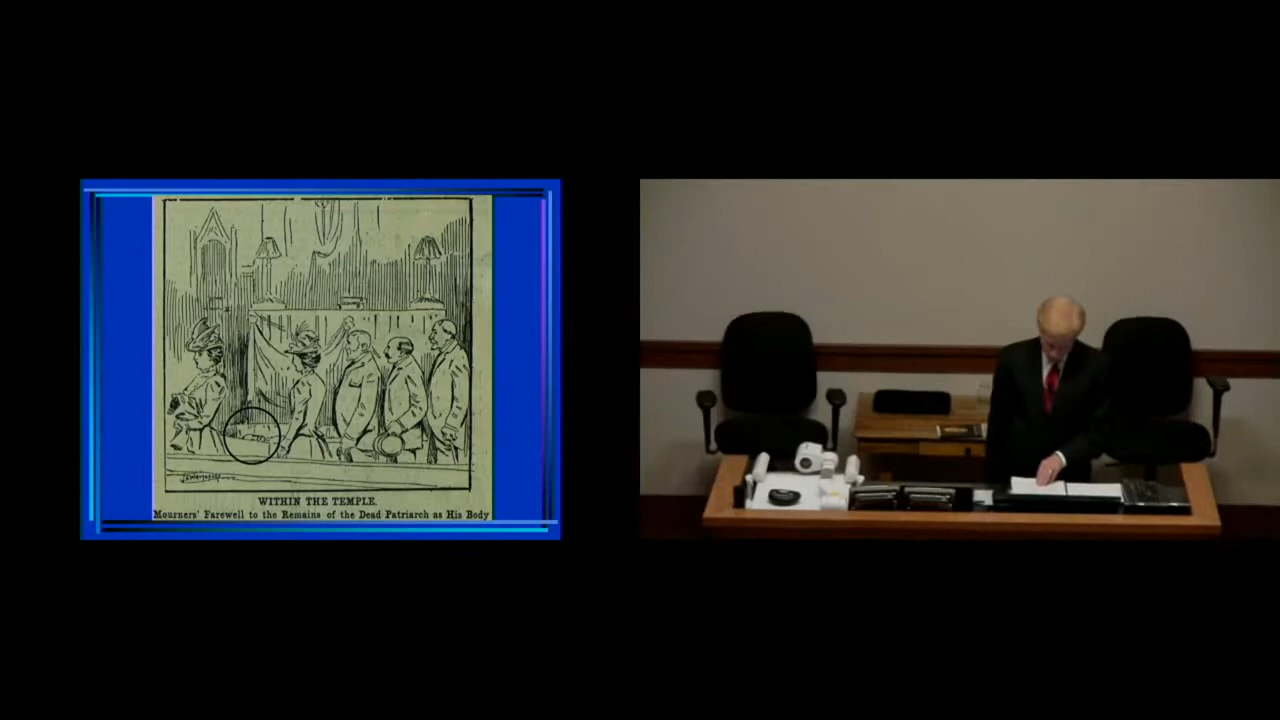 WITHIN THE TEMPLE.
Mourners' Farewell to the Remains of the Dead Patriarch as His Body